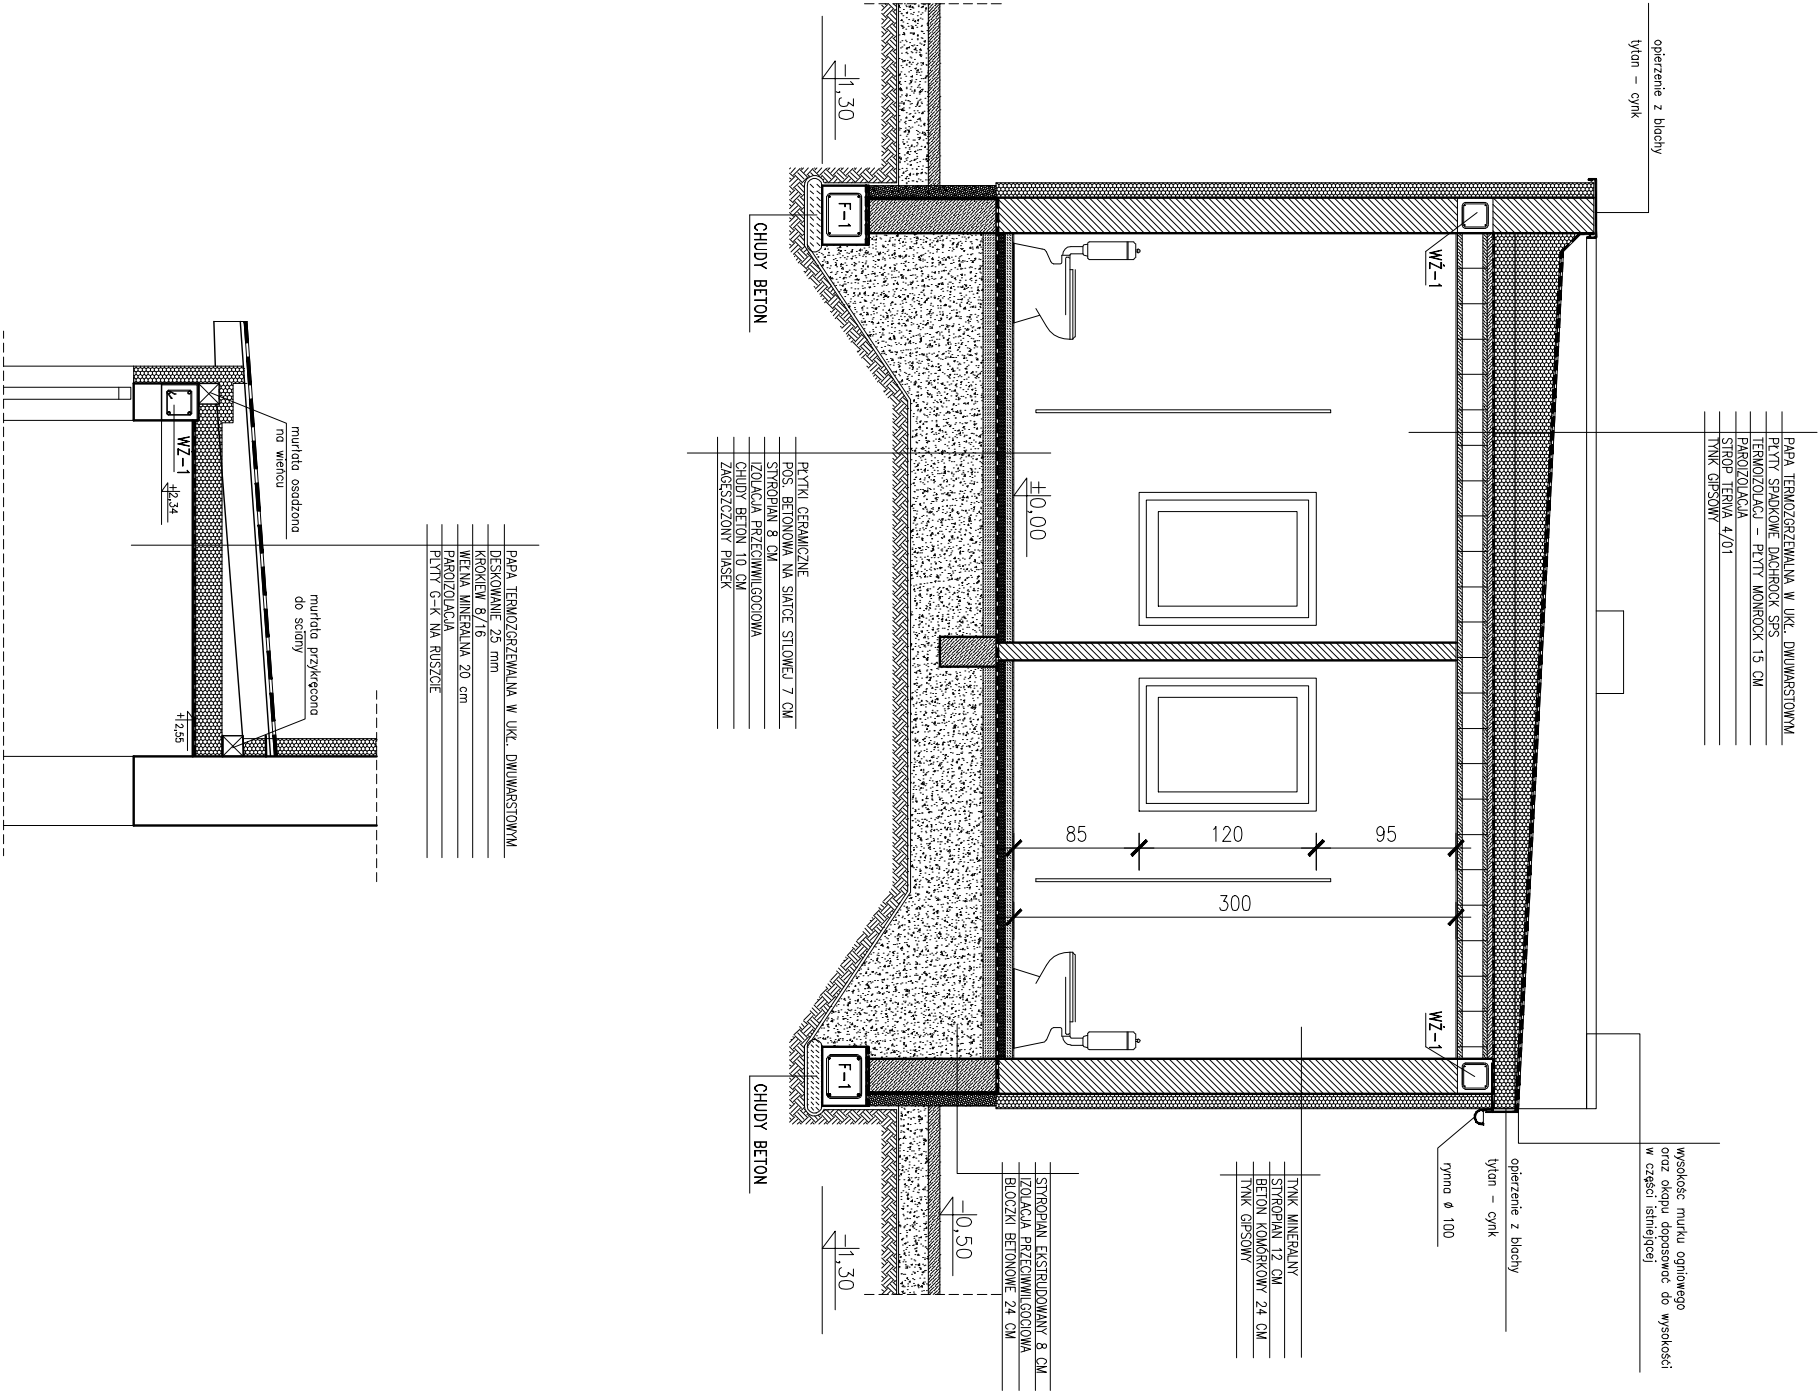 opierzenie z blachy
tytan - cynk
PAPA TERMOZGRZEWALNA W UKŁ. DWUWARSTOWYM
PŁYTY SPADKOWE DACHROCK SPS
TERMOIZOLACJ - PŁYTY MONROCK 15 CM
PAROIZOLACJA
STROP TERIVA 4/01
TYNK GIPSOWY
wysokośc murku ogniowego
oraz okapu dopasować do wysokości
w części istniejącej
opierzenie z blachy
tytan - cynk
rynna ø 100
WŻ-1
WŻ-1
95
120
85
300
TYNK MINERALNY
STYROPIAN 12 CM
BETON KOMÓRKOWY 24 CM
TYNK GIPSOWY
±0,00
STYROPIAN EKSTRUDOWANY 8 CM
IZOLACJA PRZECIWWILGOCIOWA
BLOCZKI BETONOWE 24 CM
-0,50
-1,30
-1,30
F-1
F-1
CHUDY BETON
CHUDY BETON
PŁYTKI CERAMICZNE
POS. BETONOWA NA SIATCE STLOWEJ 7 CM
STYROPIAN 8 CM
IZOLACJA PRZECIWWILGOCIOWA
CHUDY BETON 10 CM
ZAGĘSZCZONY PIASEK
PAPA TERMOZGRZEWALNA W UKŁ. DWUWARSTOWYM
DESKOWANIE 25 mm
KROKIEW 8/16
WEŁNA MINERALNA 20 cm
PAROIZOLACJA
PŁYTY G-K NA RUSZCIE
murłata osadzona
na wieńcu
murłata przykręcona
do sciany
WŻ-1
+2,34
+2,55